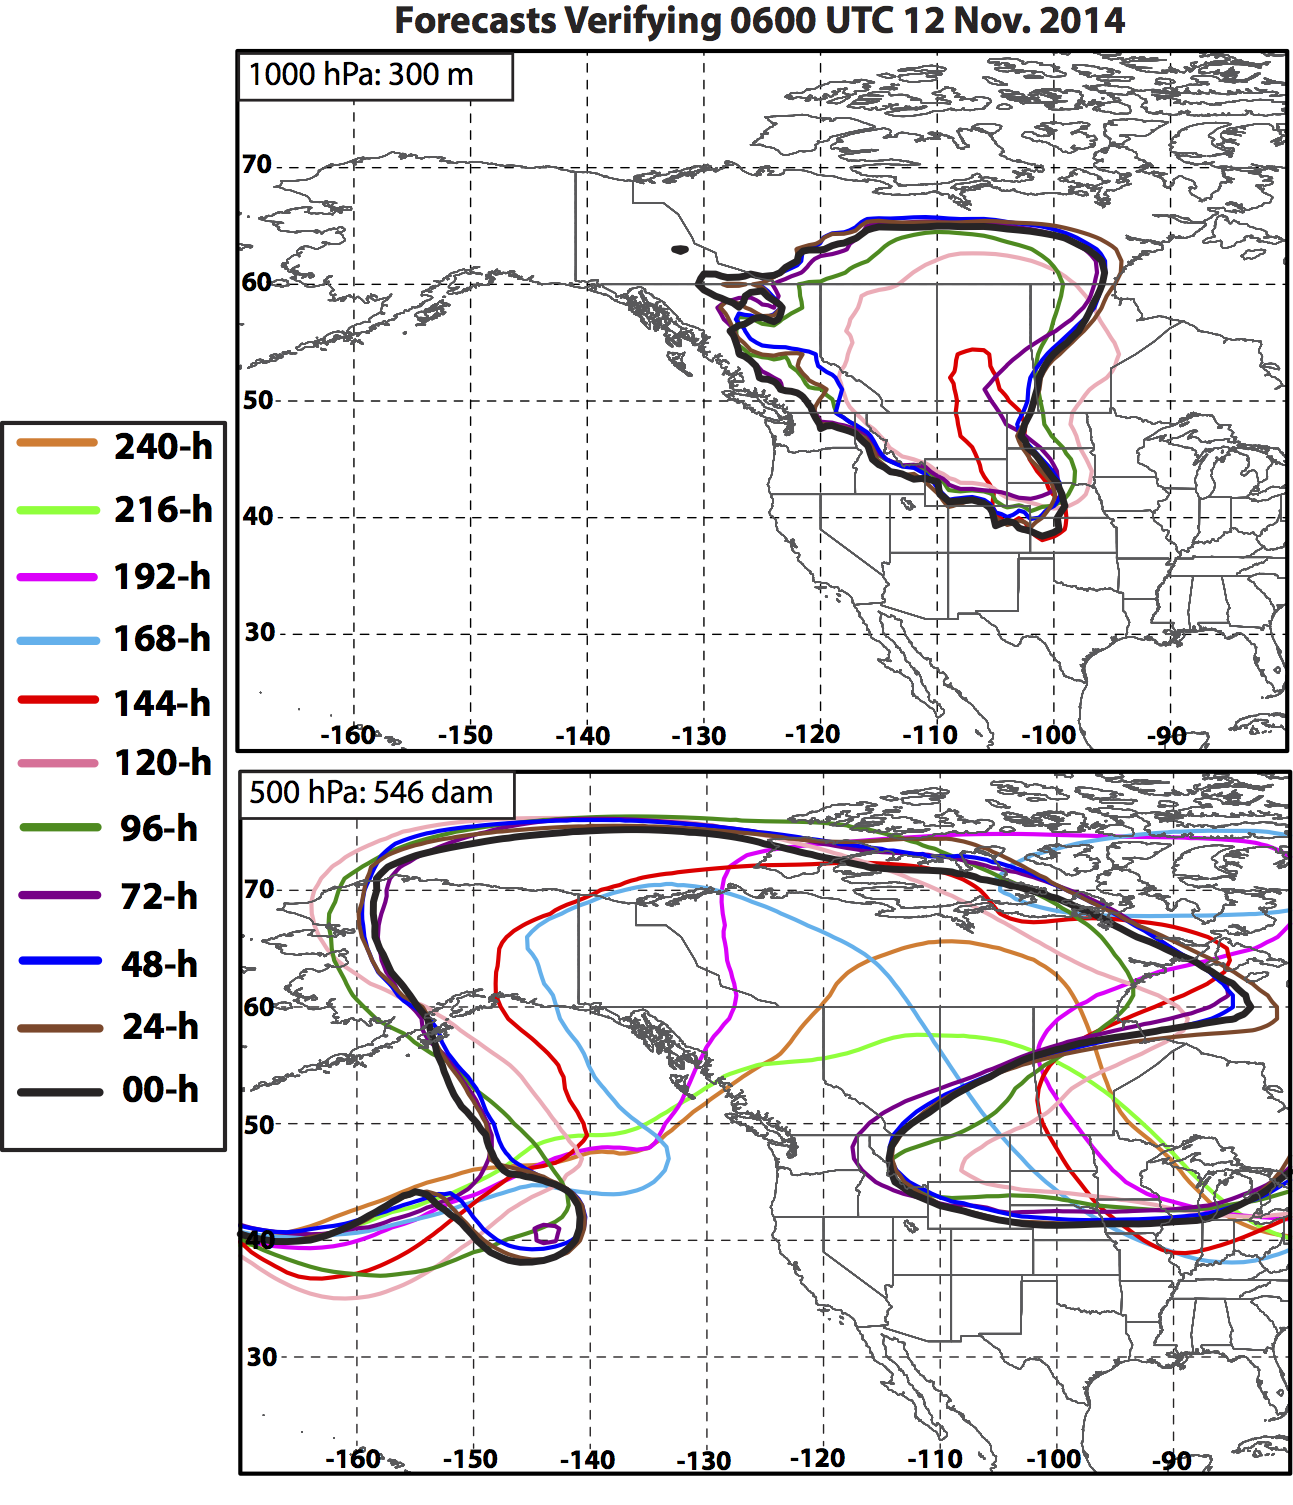 Forecasts Verifying 0600 UTC 12 Nov. 2014
1000 hPa: 300 m
70
60
50
40
30
-160
-150
-140
-130
-120
-110
-100
-90
240-h
216-h
192-h
168-h
144-h
120-h
96-h
72-h
48-h
24-h
00-h
500 hPa: 546 dam
70
60
50
40
30
-160
-150
-140
-130
-120
-110
-100
-90